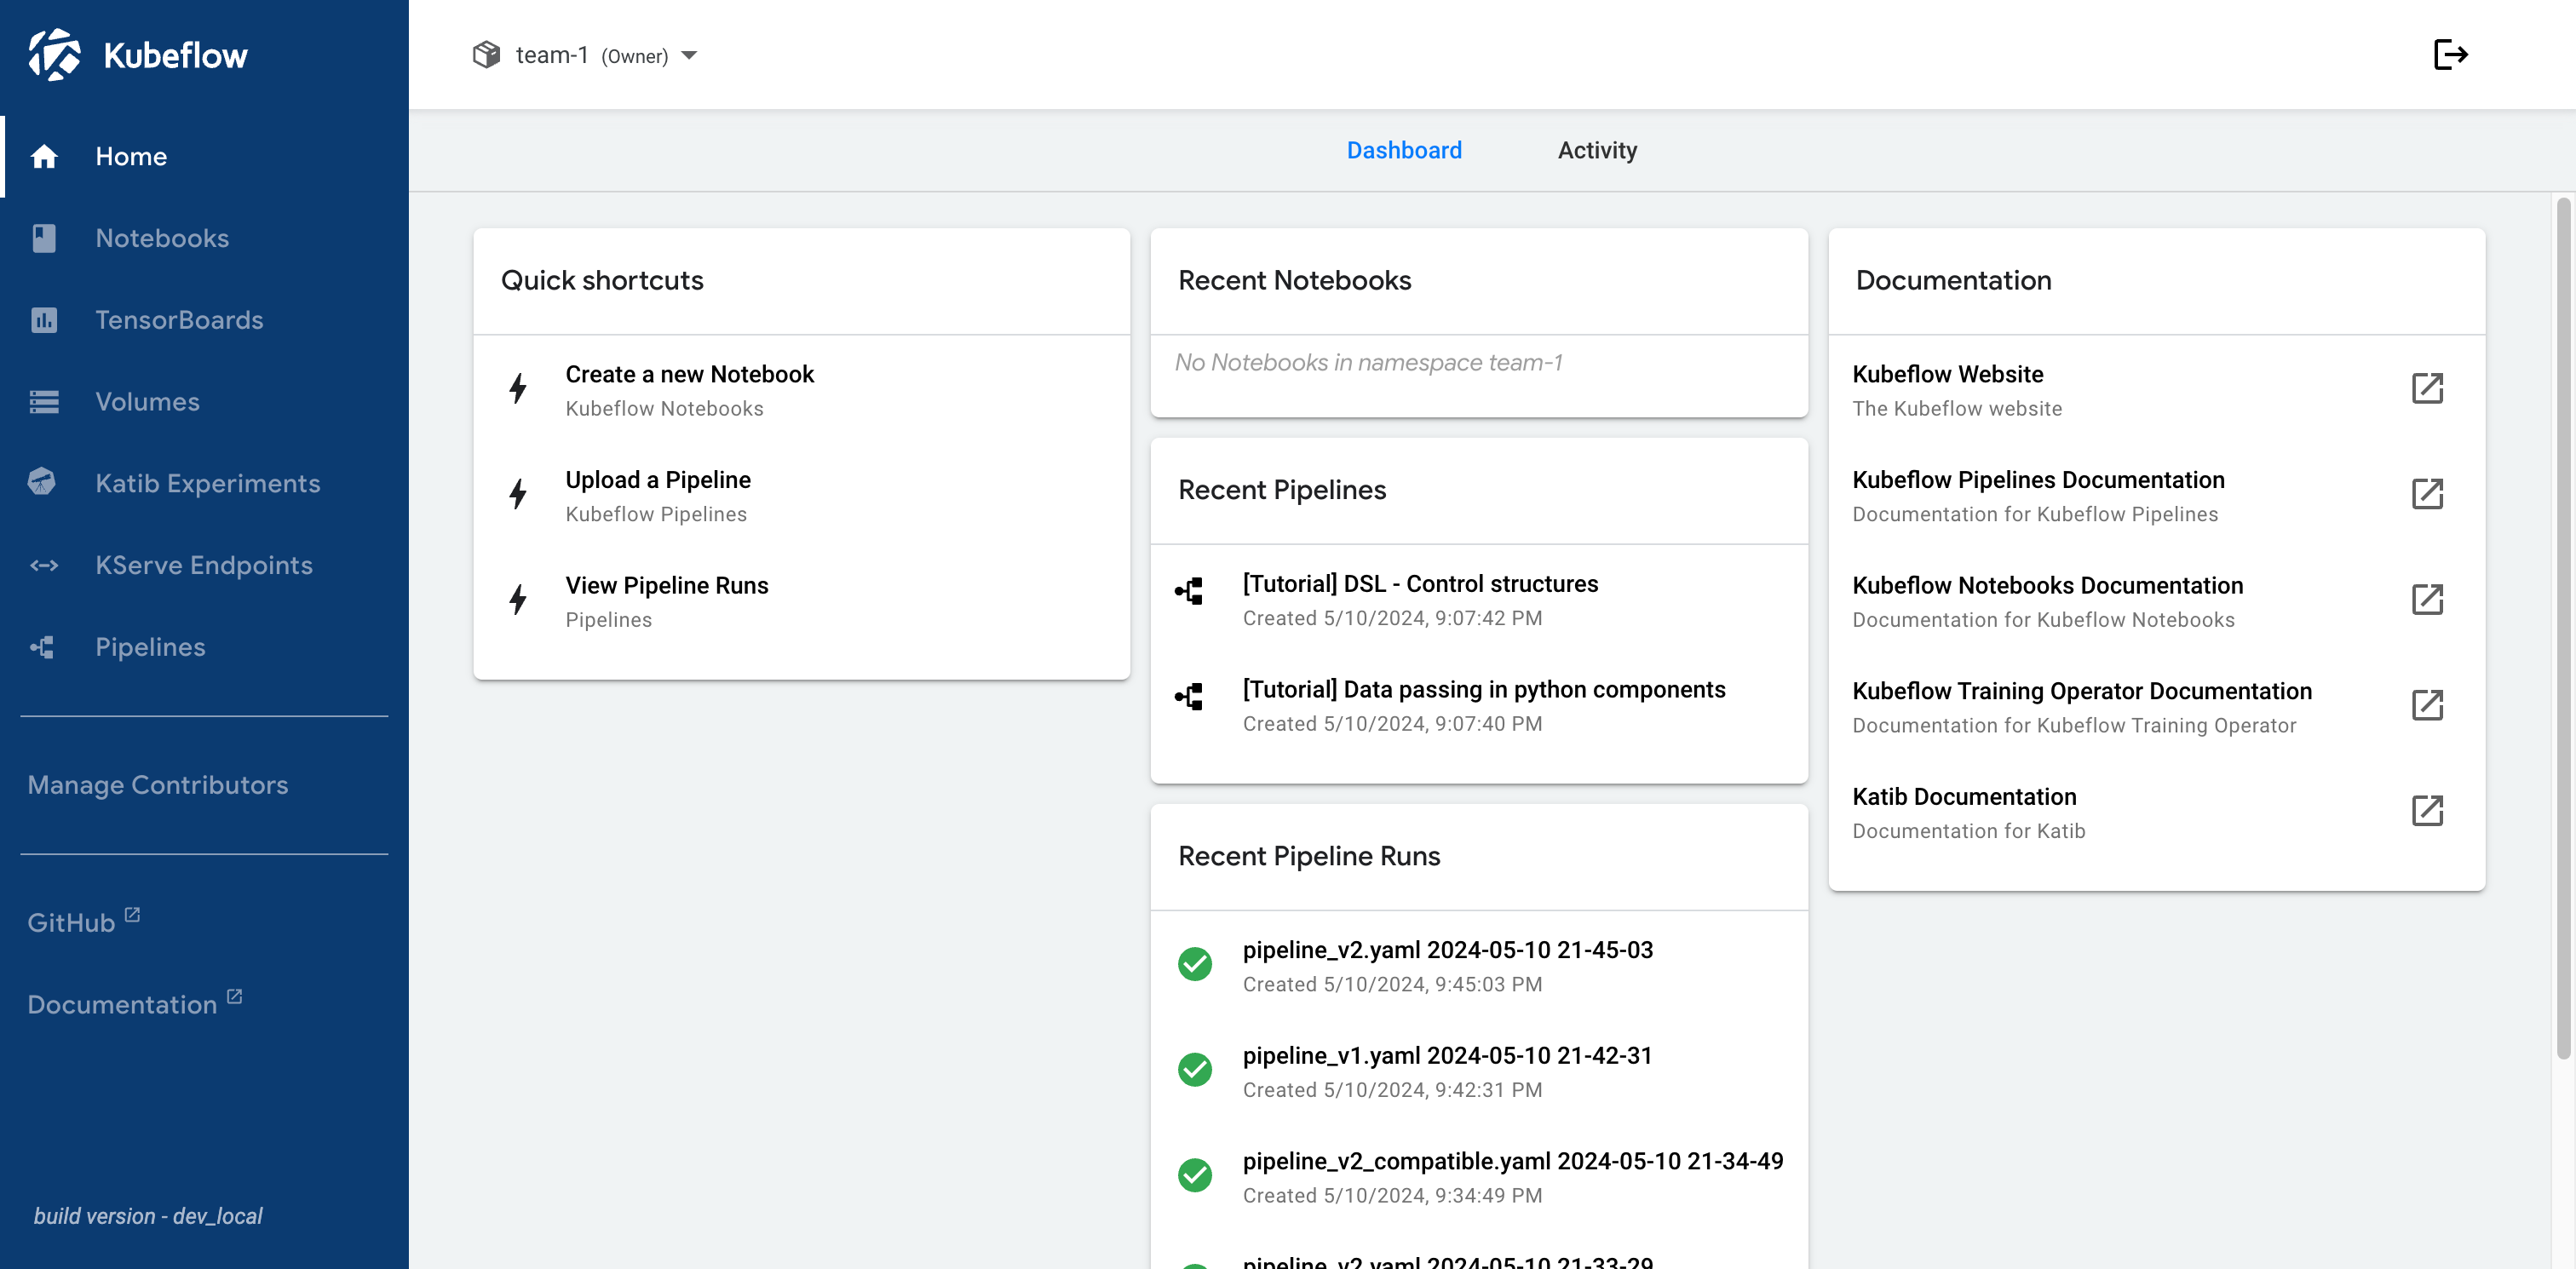 Kubeflow
Home
Notebooks
TensorBoards
Volumes
Katib Experiments
KServe Endpoints
Pipelines
Manage Contributors
GitHub
Documentation
build version - dev_local
team-1 (Owner)
Dashboard
Activity
Quick shortcuts
Create a new Notebook
Kubeflow Notebooks
Upload a Pipeline
Kubeflow Pipelines
View Pipeline Runs
Pipelines
Recent Notebooks
No Notebooks in namespace team-1
Recent Pipelines
[Tutorial] DSL - Control structures
Created 5/10/2024, 9:07:42 PM
[Tutorial] Data passing in python components
Created 5/10/2024, 9:07:40 PM
Recent Pipeline Runs
pipeline_v2.yaml 2024-05-10 21-45-03
Created 5/10/2024, 9:45:03 PM
pipeline_v1.yaml 2024-05-10 21-42-31
Created 5/10/2024, 9:42:31 PM
pipeline_v2_compatible.yaml 2024-05-10 21-34-49
Created 5/10/2024, 9:34:49 PM
pipeline_v2.yaml 2024-05-10 21-33-29
Documentation
Kubeflow Website
The Kubeflow website
Kubeflow Pipelines Documentation
Documentation for Kubeflow Pipelines
Kubeflow Notebooks Documentation
Documentation for Kubeflow Notebooks
Kubeflow Training Operator Documentation
Documentation for Kubeflow Training Operator
Katib Documentation
Documentation for Katib